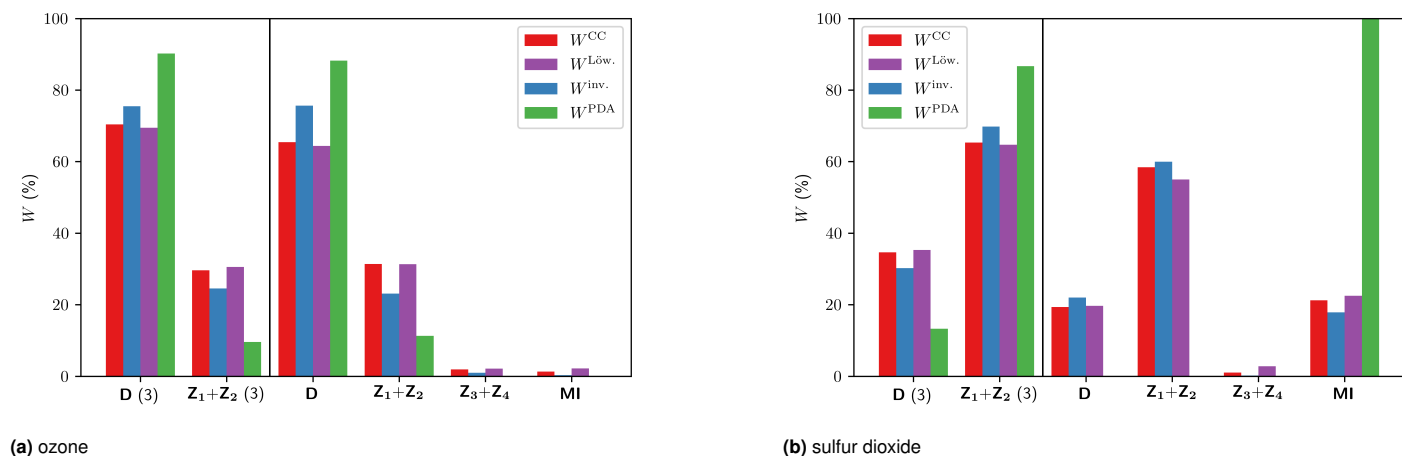 100
80
60
40
20
0
W (%)
W^CC
W^Löw.
W^inv.
W^PDA
D (3)
Z₁+Z₂ (3)
D
Z₁+Z₂
Z₃+Z₄
MI
(a) ozone
100
80
60
40
20
0
W (%)
W^CC
W^Löw.
W^inv.
W^PDA
D (3)
Z₁+Z₂ (3)
D
Z₁+Z₂
Z₃+Z₄
MI
(b) sulfur dioxide